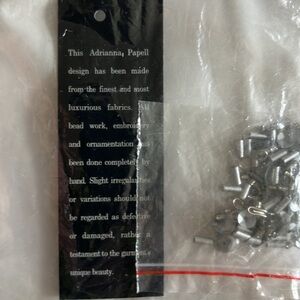 This Adrianna Papell
design has been made
from the finest and most
luxurious fabrics. All
bead work, embroidery
and ornamentation
been done completely by
hand. Slight irregularities
or variations should not
be regarded as defective
or damaged, rather a
testament to the garment's
unique beauty.